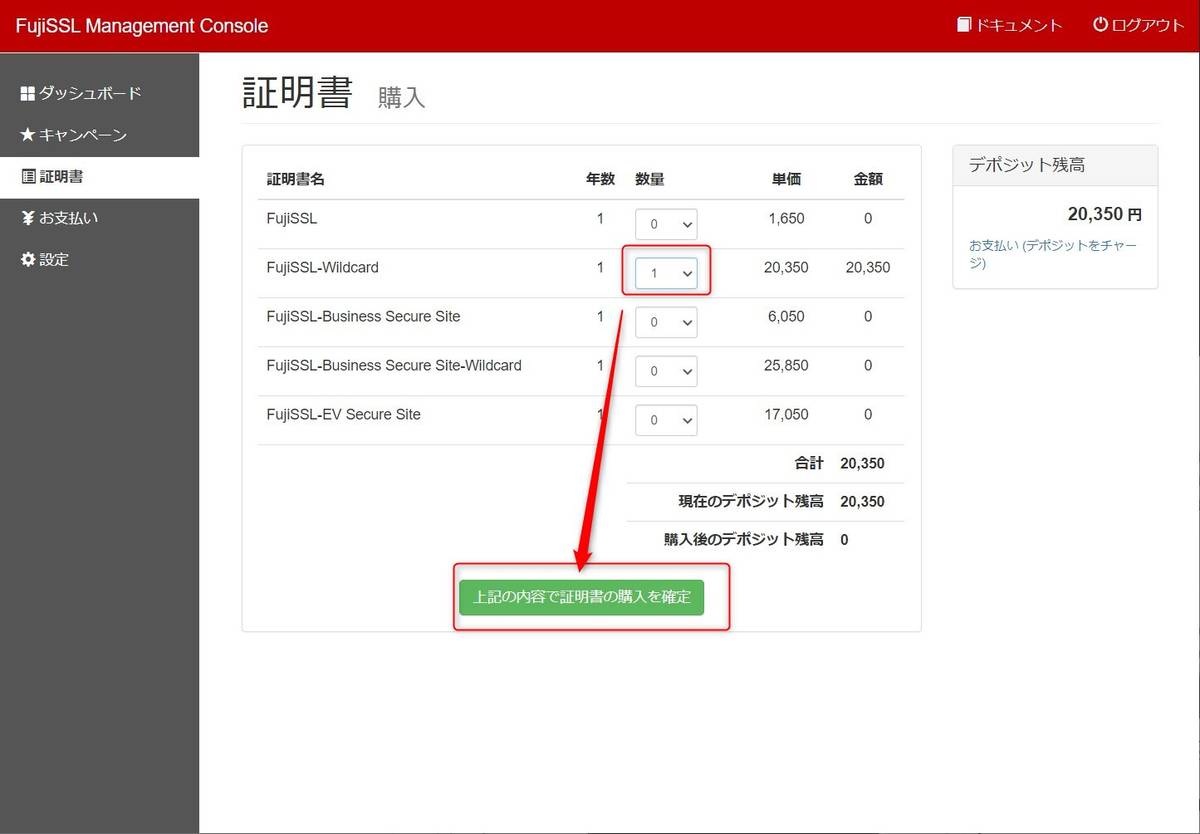 FujiSSL Management Console
ドキュメント
ログアウト
ダッシュボード
キャンペーン
証明書
お支払い
設定
証明書 購入
証明書名 年数 数量 単価 金額
FujiSSL 1 0 1,650 0
FujiSSL-Wildcard 1 1 20,350 20,350
FujiSSL-Business Secure Site 1 0 6,050 0
FujiSSL-Business Secure Site-Wildcard 1 0 25,850 0
FujiSSL-EV Secure Site 1 0 17,050 0
合計 20,350
現在のデポジット残高 20,350
購入後のデポジット残高 0
上記の内容で証明書の購入を確定
デポジット残高
20,350 円
お支払い (デポジットをチャー
ジ)